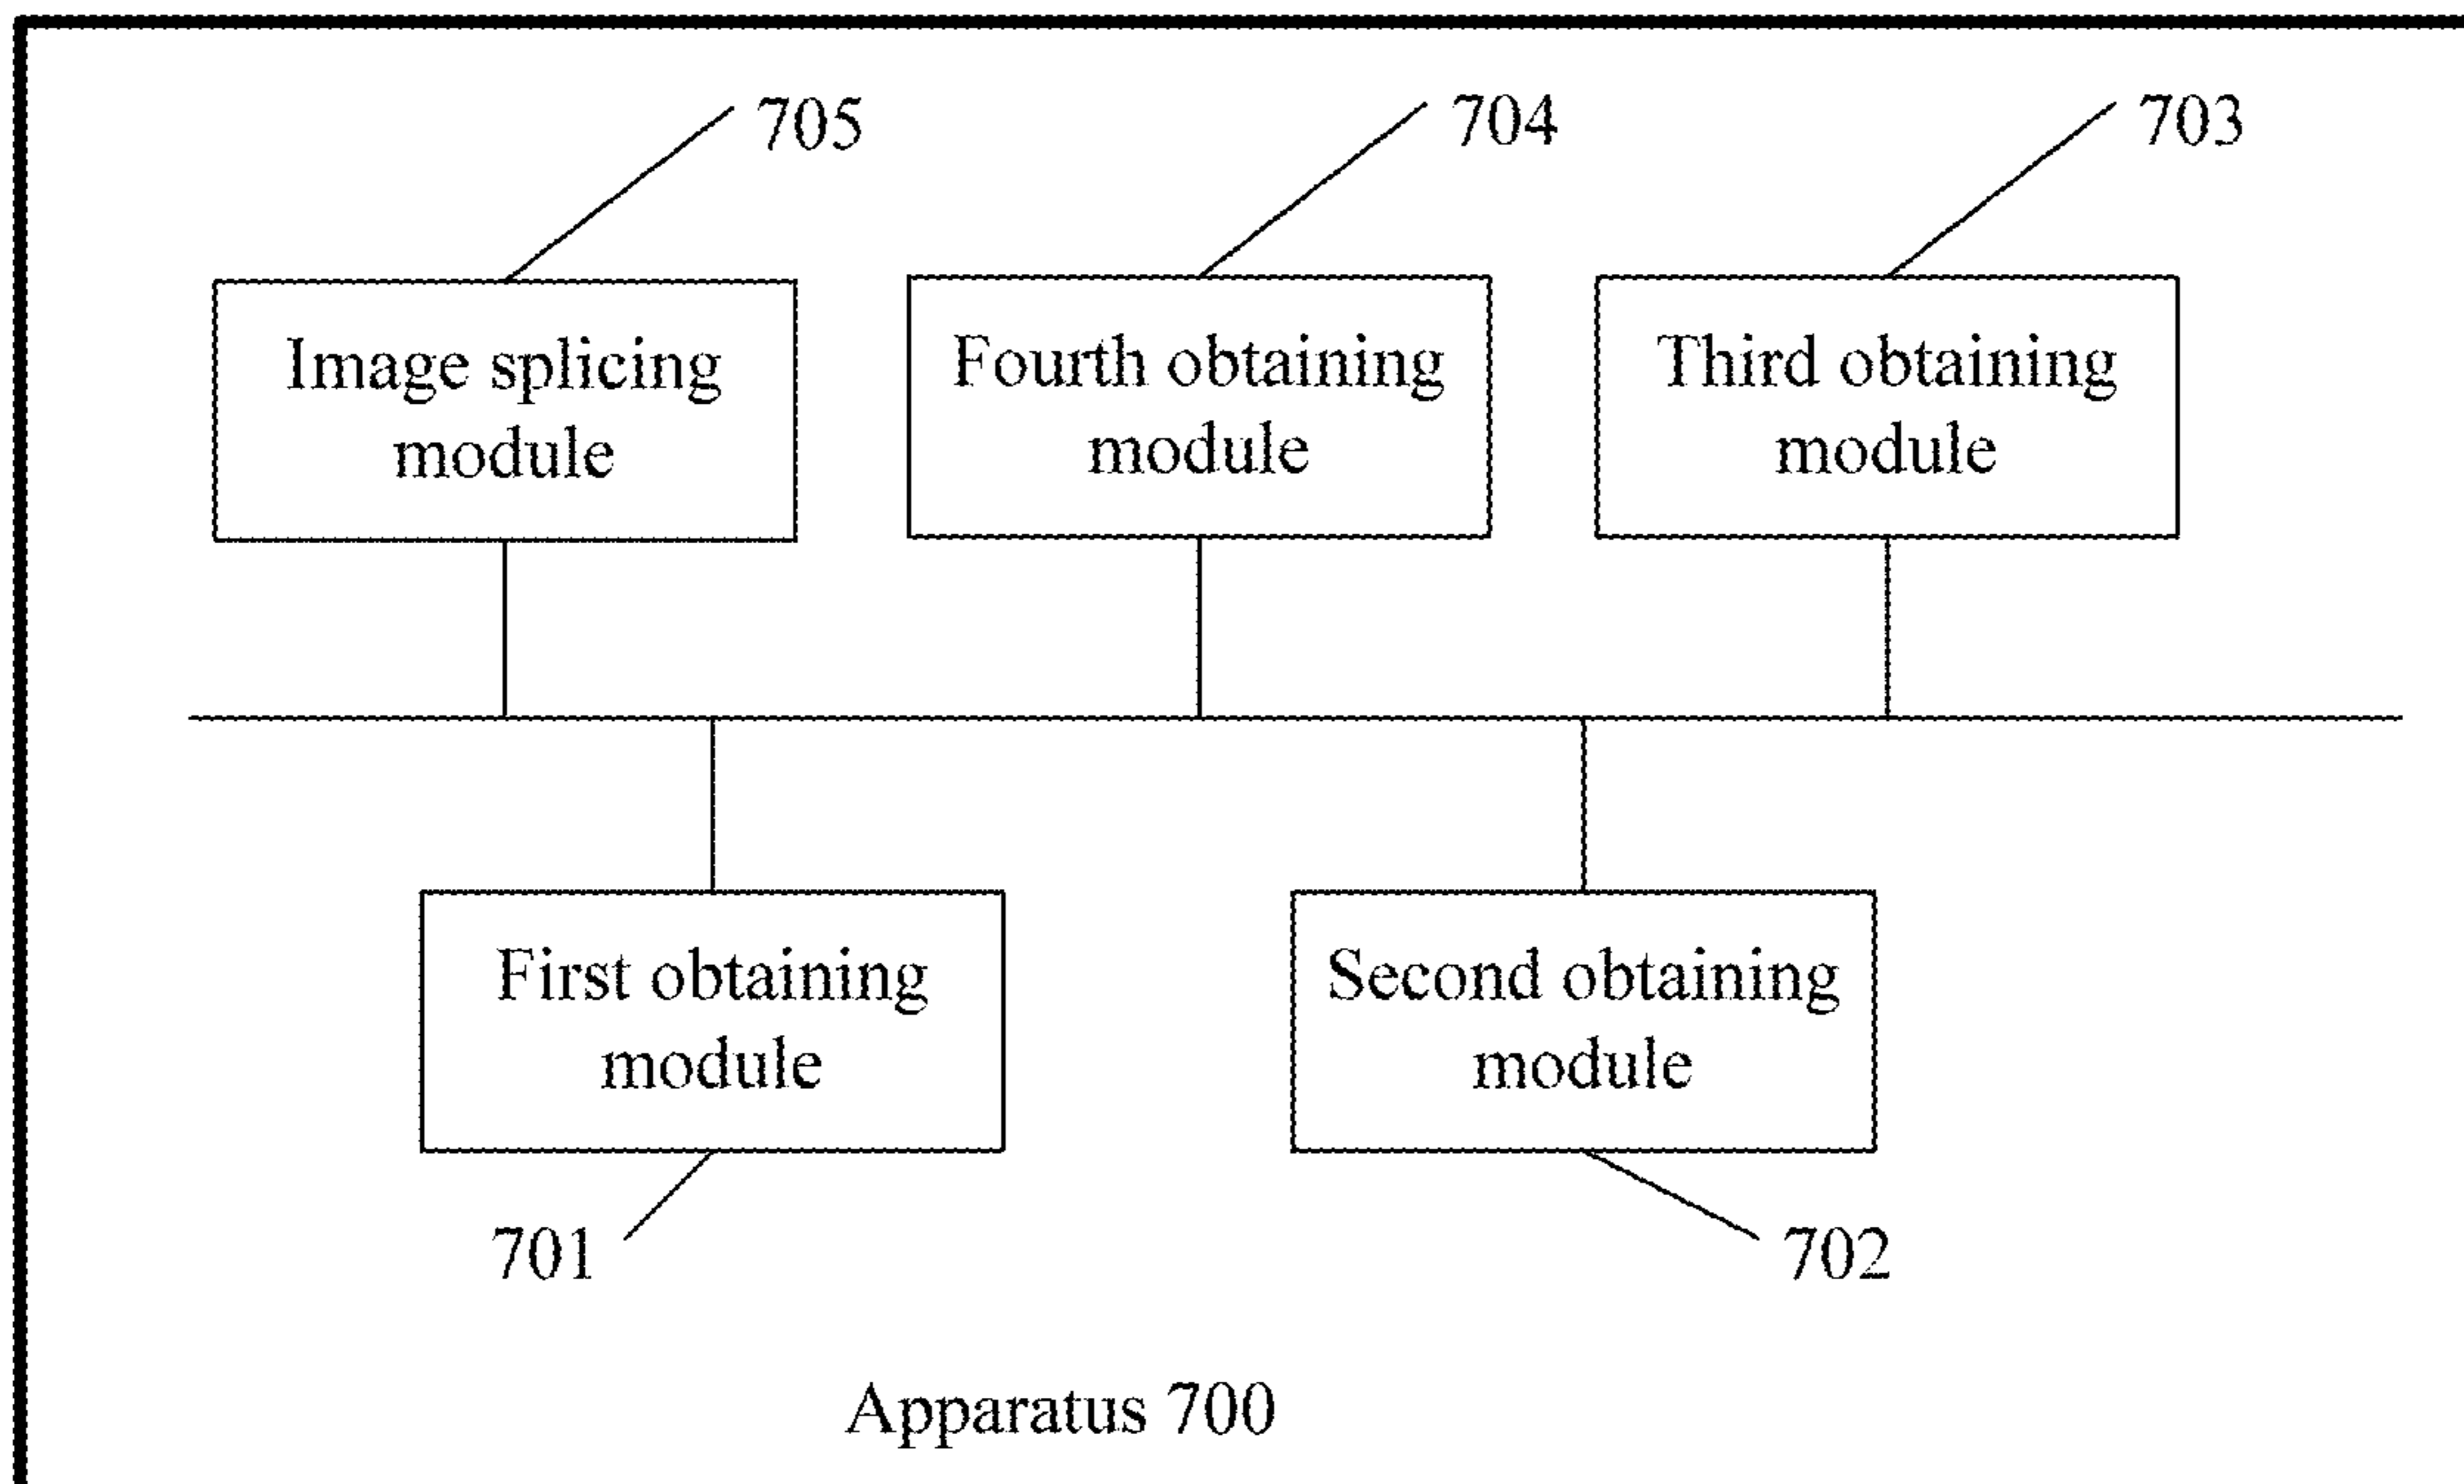 705
704
703
Image splicing
module
Fourth obtaining
module
Third obtaining
module
First obtaining
module
Second obtaining
module
701
702
Apparatus 700